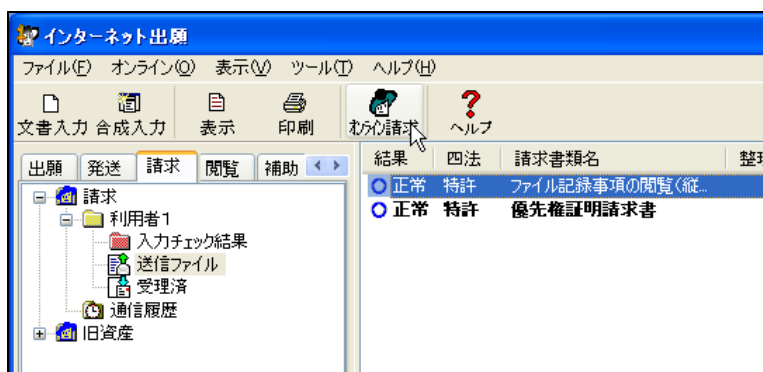 インターネット出願
ファイル(F) オンライン(O) 表示(V) ツール(T) ヘルプ(H)
文書入力 合成入力 表示 印刷 オンライン請求 ヘルプ
出願 発送 請求 閲覧 補助
結果 四法 請求書類名 整理
正常 特許 ファイル記録事項の閲覧(縦...
正常 特許 優先権証明請求書
請求
利用者1
入力チェック結果
送信ファイル
受理済
通信履歴
旧資産